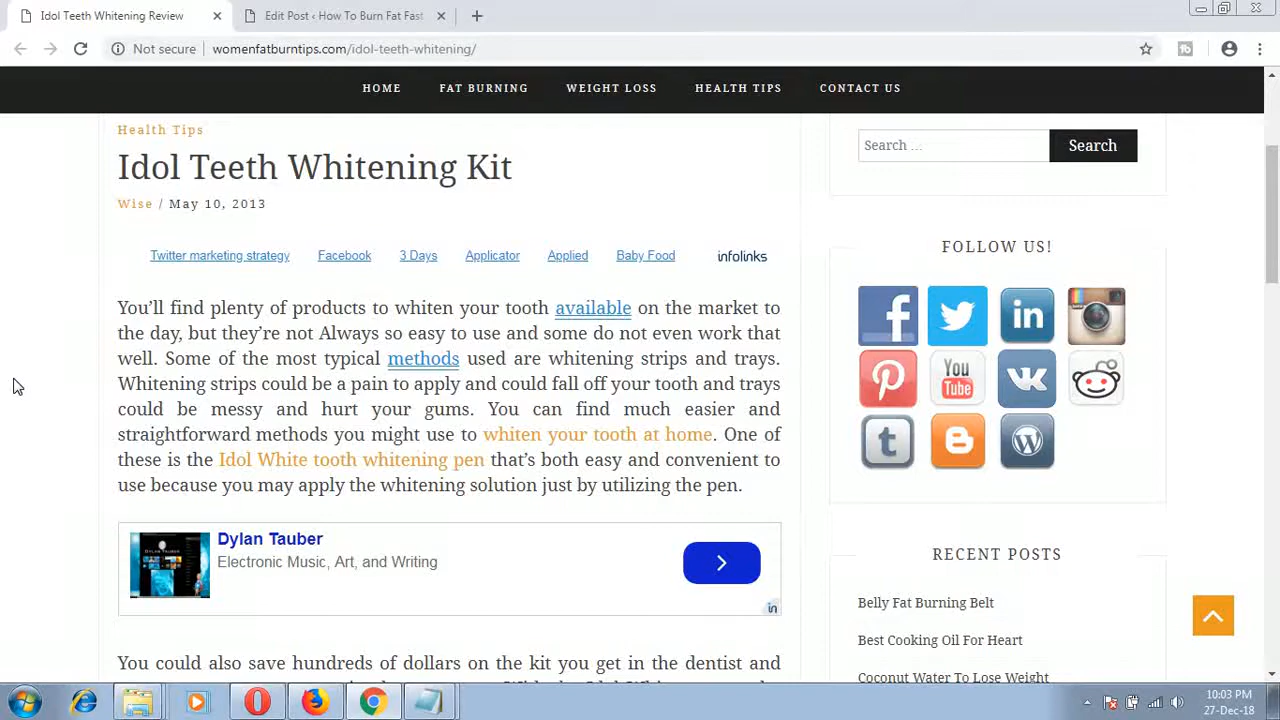 Idol Teeth Whitening Review
Edit Post ‹ How To Burn Fat Fast
Not secure
womenfatburntips.com/idol-teeth-whitening/
HOME
FAT BURNING
WEIGHT LOSS
HEALTH TIPS
CONTACT US
Health Tips
Idol Teeth Whitening Kit
Wise / May 10, 2013
Twitter marketing strategy
Facebook
3 Days
Applicator
Applied
Baby Food
infolinks
You’ll find plenty of products to whiten your tooth available on the market to
the day, but they’re not Always so easy to use and some do not even work that
well. Some of the most typical methods used are whitening strips and trays.
Whitening strips could be a pain to apply and could fall off your tooth and trays
could be messy and hurt your gums. You can find much easier and
straightforward methods you might use to whiten your tooth at home. One of
these is the Idol White tooth whitening pen that’s both easy and convenient to
use because you may apply the whitening solution just by utilizing the pen.
Dylan Tauber
Electronic Music, Art, and Writing
in
You could also save hundreds of dollars on the kit you get in the dentist and
Search ...
Search
FOLLOW US!
f
in
You
Tube
t
RECENT POSTS
Belly Fat Burning Belt
Best Cooking Oil For Heart
Coconut Water To Lose Weight
10:03 PM
27-Dec-18